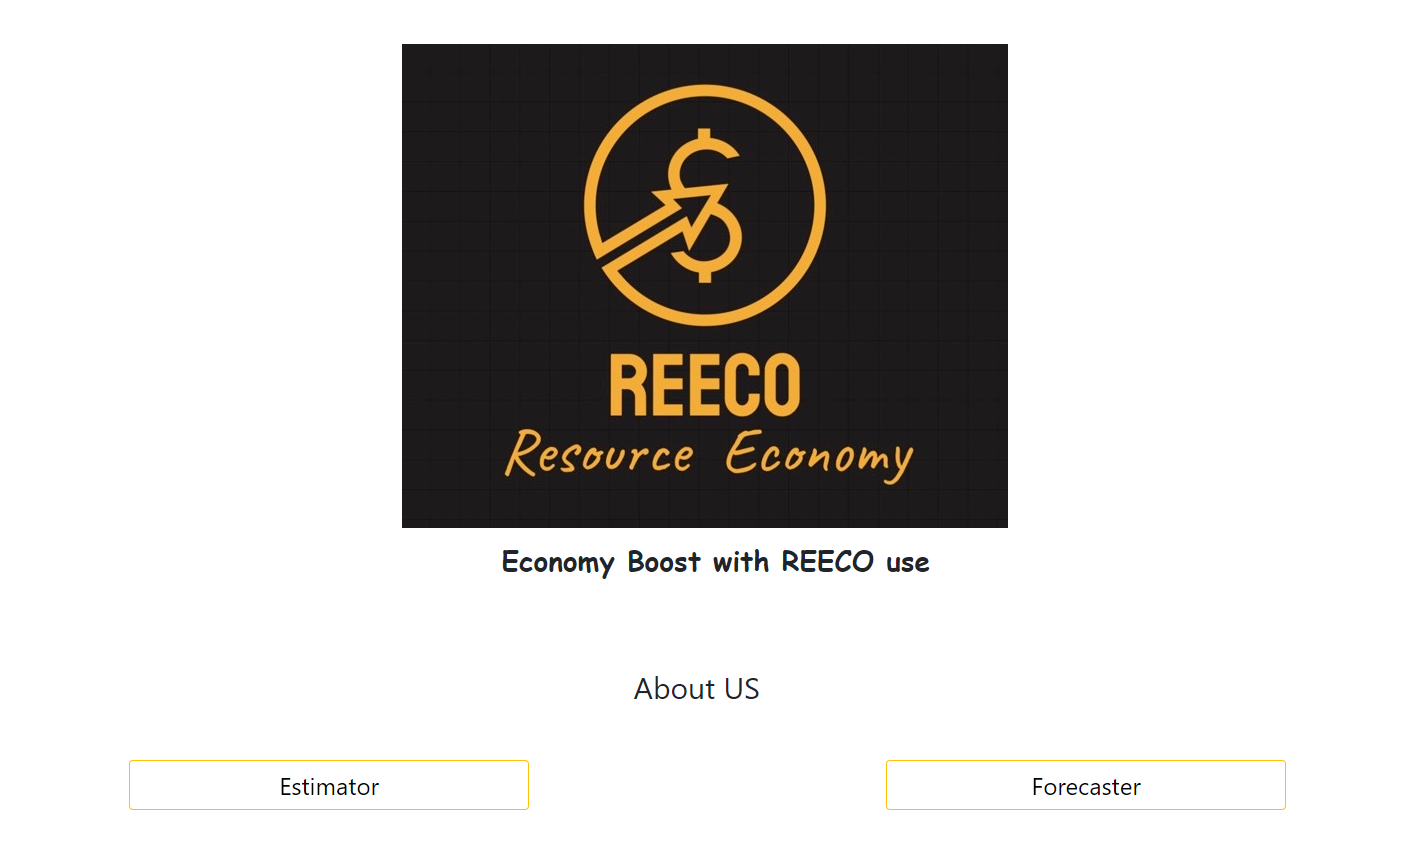 REECO
Resource Economy
Economy Boost with REECO use
About US
Estimator
Forecaster